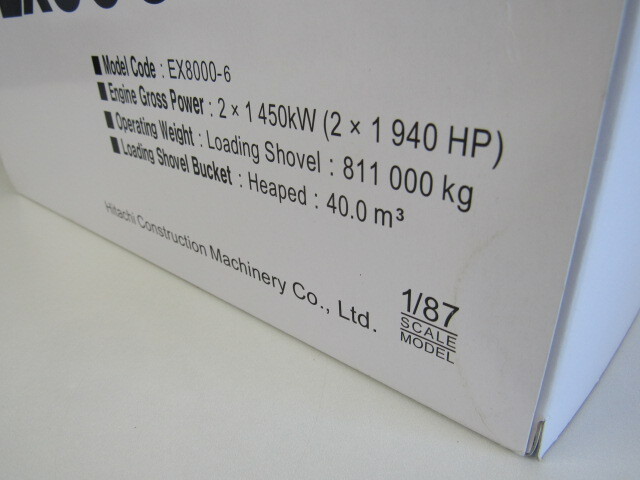 ■ Model Code : EX8000-6
■ Engine Gross Power : 2 × 1 450kW (2 × 1 940 HP)
■ Operating Weight : Loading Shovel : 811 000 kg
■ Loading Shovel Bucket : Heaped : 40.0 m³
Hitachi Construction Machinery Co., Ltd.
1/87
SCALE
MODEL